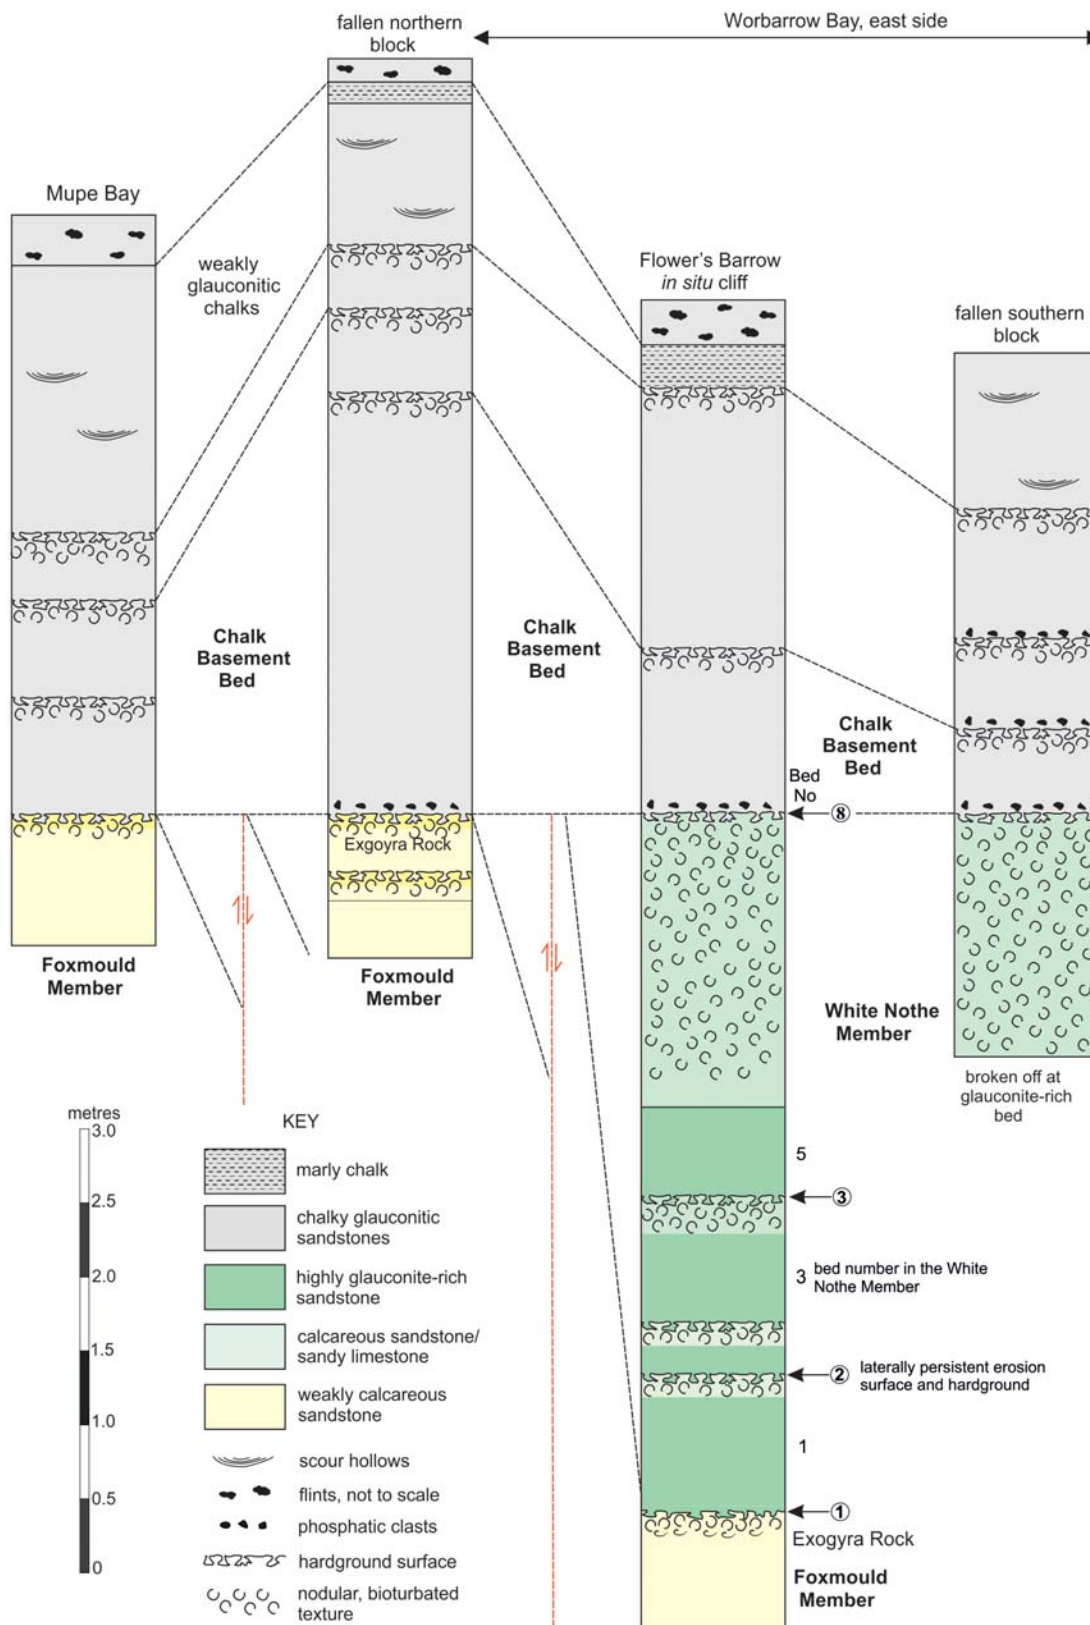 Worbarrow Bay, east side
fallen northern
block
Mupe Bay
weakly
glauconitic
chalks
Flower's Barrow
in situ cliff
fallen southern
block
Chalk
Basement
Bed
Chalk
Basement
Bed
Chalk
Basement
Bed
Bed
No
8
Exgoyra Rock
Foxmould
Member
Foxmould
Member
White Nothe
Member
broken off at
glauconite-rich
bed
5
3
3 bed number in the White
Nothe Member
2 laterally persistent erosion
surface and hardground
1
1
Exogyra Rock
Foxmould
Member
metres
3.0
2.5
2.0
1.5
1.0
0.5
0
KEY
marly chalk
chalky glauconitic
sandstones
highly glauconite-rich
sandstone
calcareous sandstone/
sandy limestone
weakly calcareous
sandstone
scour hollows
flints, not to scale
phosphatic clasts
hardground surface
nodular, bioturbated
texture